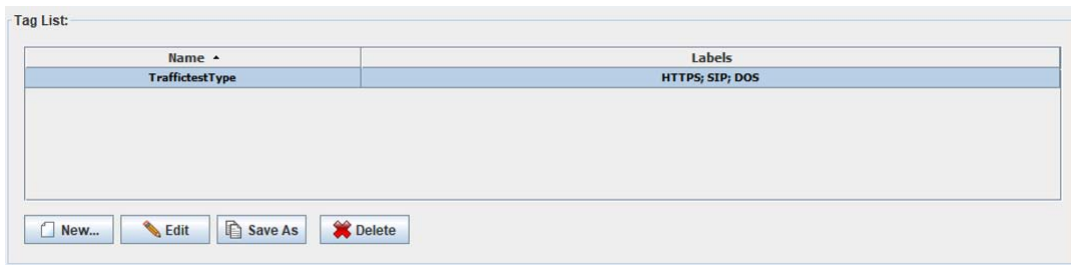 Tag List:
Name Labels
TraffictestType HTTPS; SIP; DOS
New... Edit Save As Delete